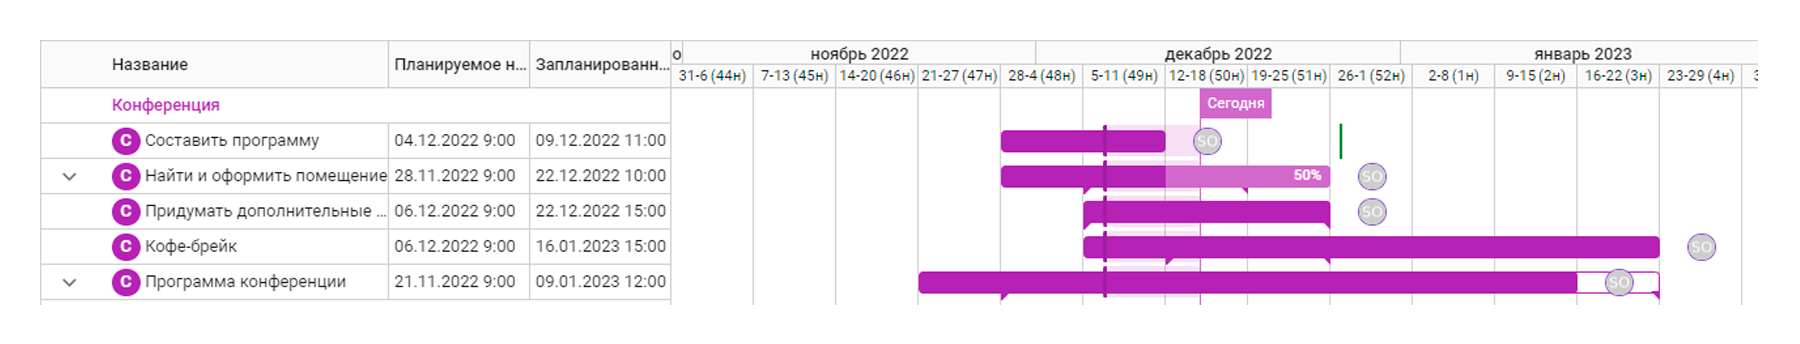 Название Планируемое н... Запланированн... о ноябрь 2022 декабрь 2022 январь 2023
31-6 (44н) 7-13 (45н) 14-20 (46н) 21-27 (47н) 28-4 (48н) 5-11 (49н) 12-18 (50н) 19-25 (51н) 26-1 (52н) 2-8 (1н) 9-15 (2н) 16-22 (3н) 23-29 (4н) 3
Конференция Сегодня
С Составить программу 04.12.2022 9:00 09.12.2022 11:00 SO
С Найти и оформить помещение 28.11.2022 9:00 22.12.2022 10:00 50% SO
С Придумать дополнительные ... 06.12.2022 9:00 22.12.2022 15:00 SO
С Кофе-брейк 06.12.2022 9:00 16.01.2023 15:00 SO
С Программа конференции 21.11.2022 9:00 09.01.2023 12:00 SO